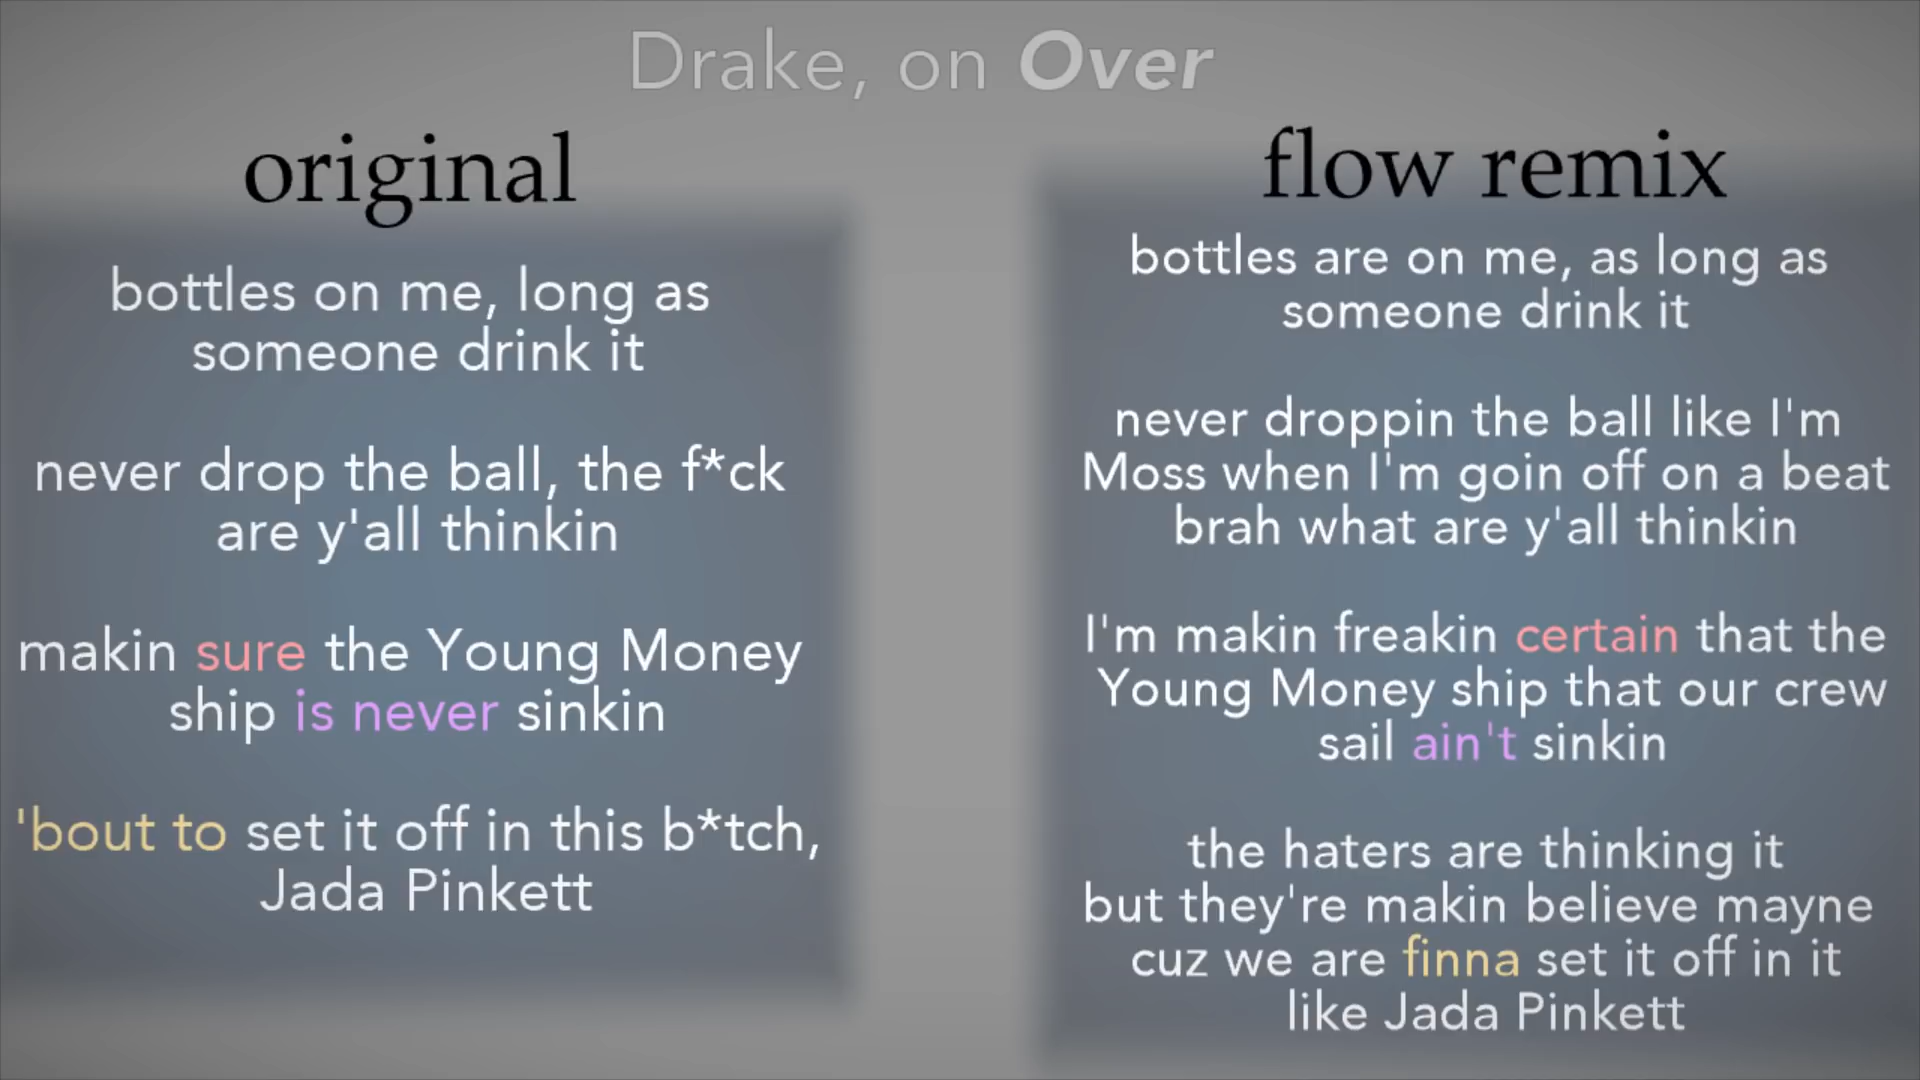 Drake, on Over
original
bottles on me, long as
someone drink it
never drop the ball, the f*ck
are y'all thinkin
makin sure the Young Money
ship is never sinkin
'bout to set it off in this b*tch,
Jada Pinkett
flow remix
bottles are on me, as long as
someone drink it
never droppin the ball like I'm
Moss when I'm goin off on a beat
brah what are y'all thinkin
I'm makin freakin certain that the
Young Money ship that our crew
sail ain't sinkin
the haters are thinking it
but they're makin believe mayne
cuz we are finna set it off in it
like Jada Pinkett